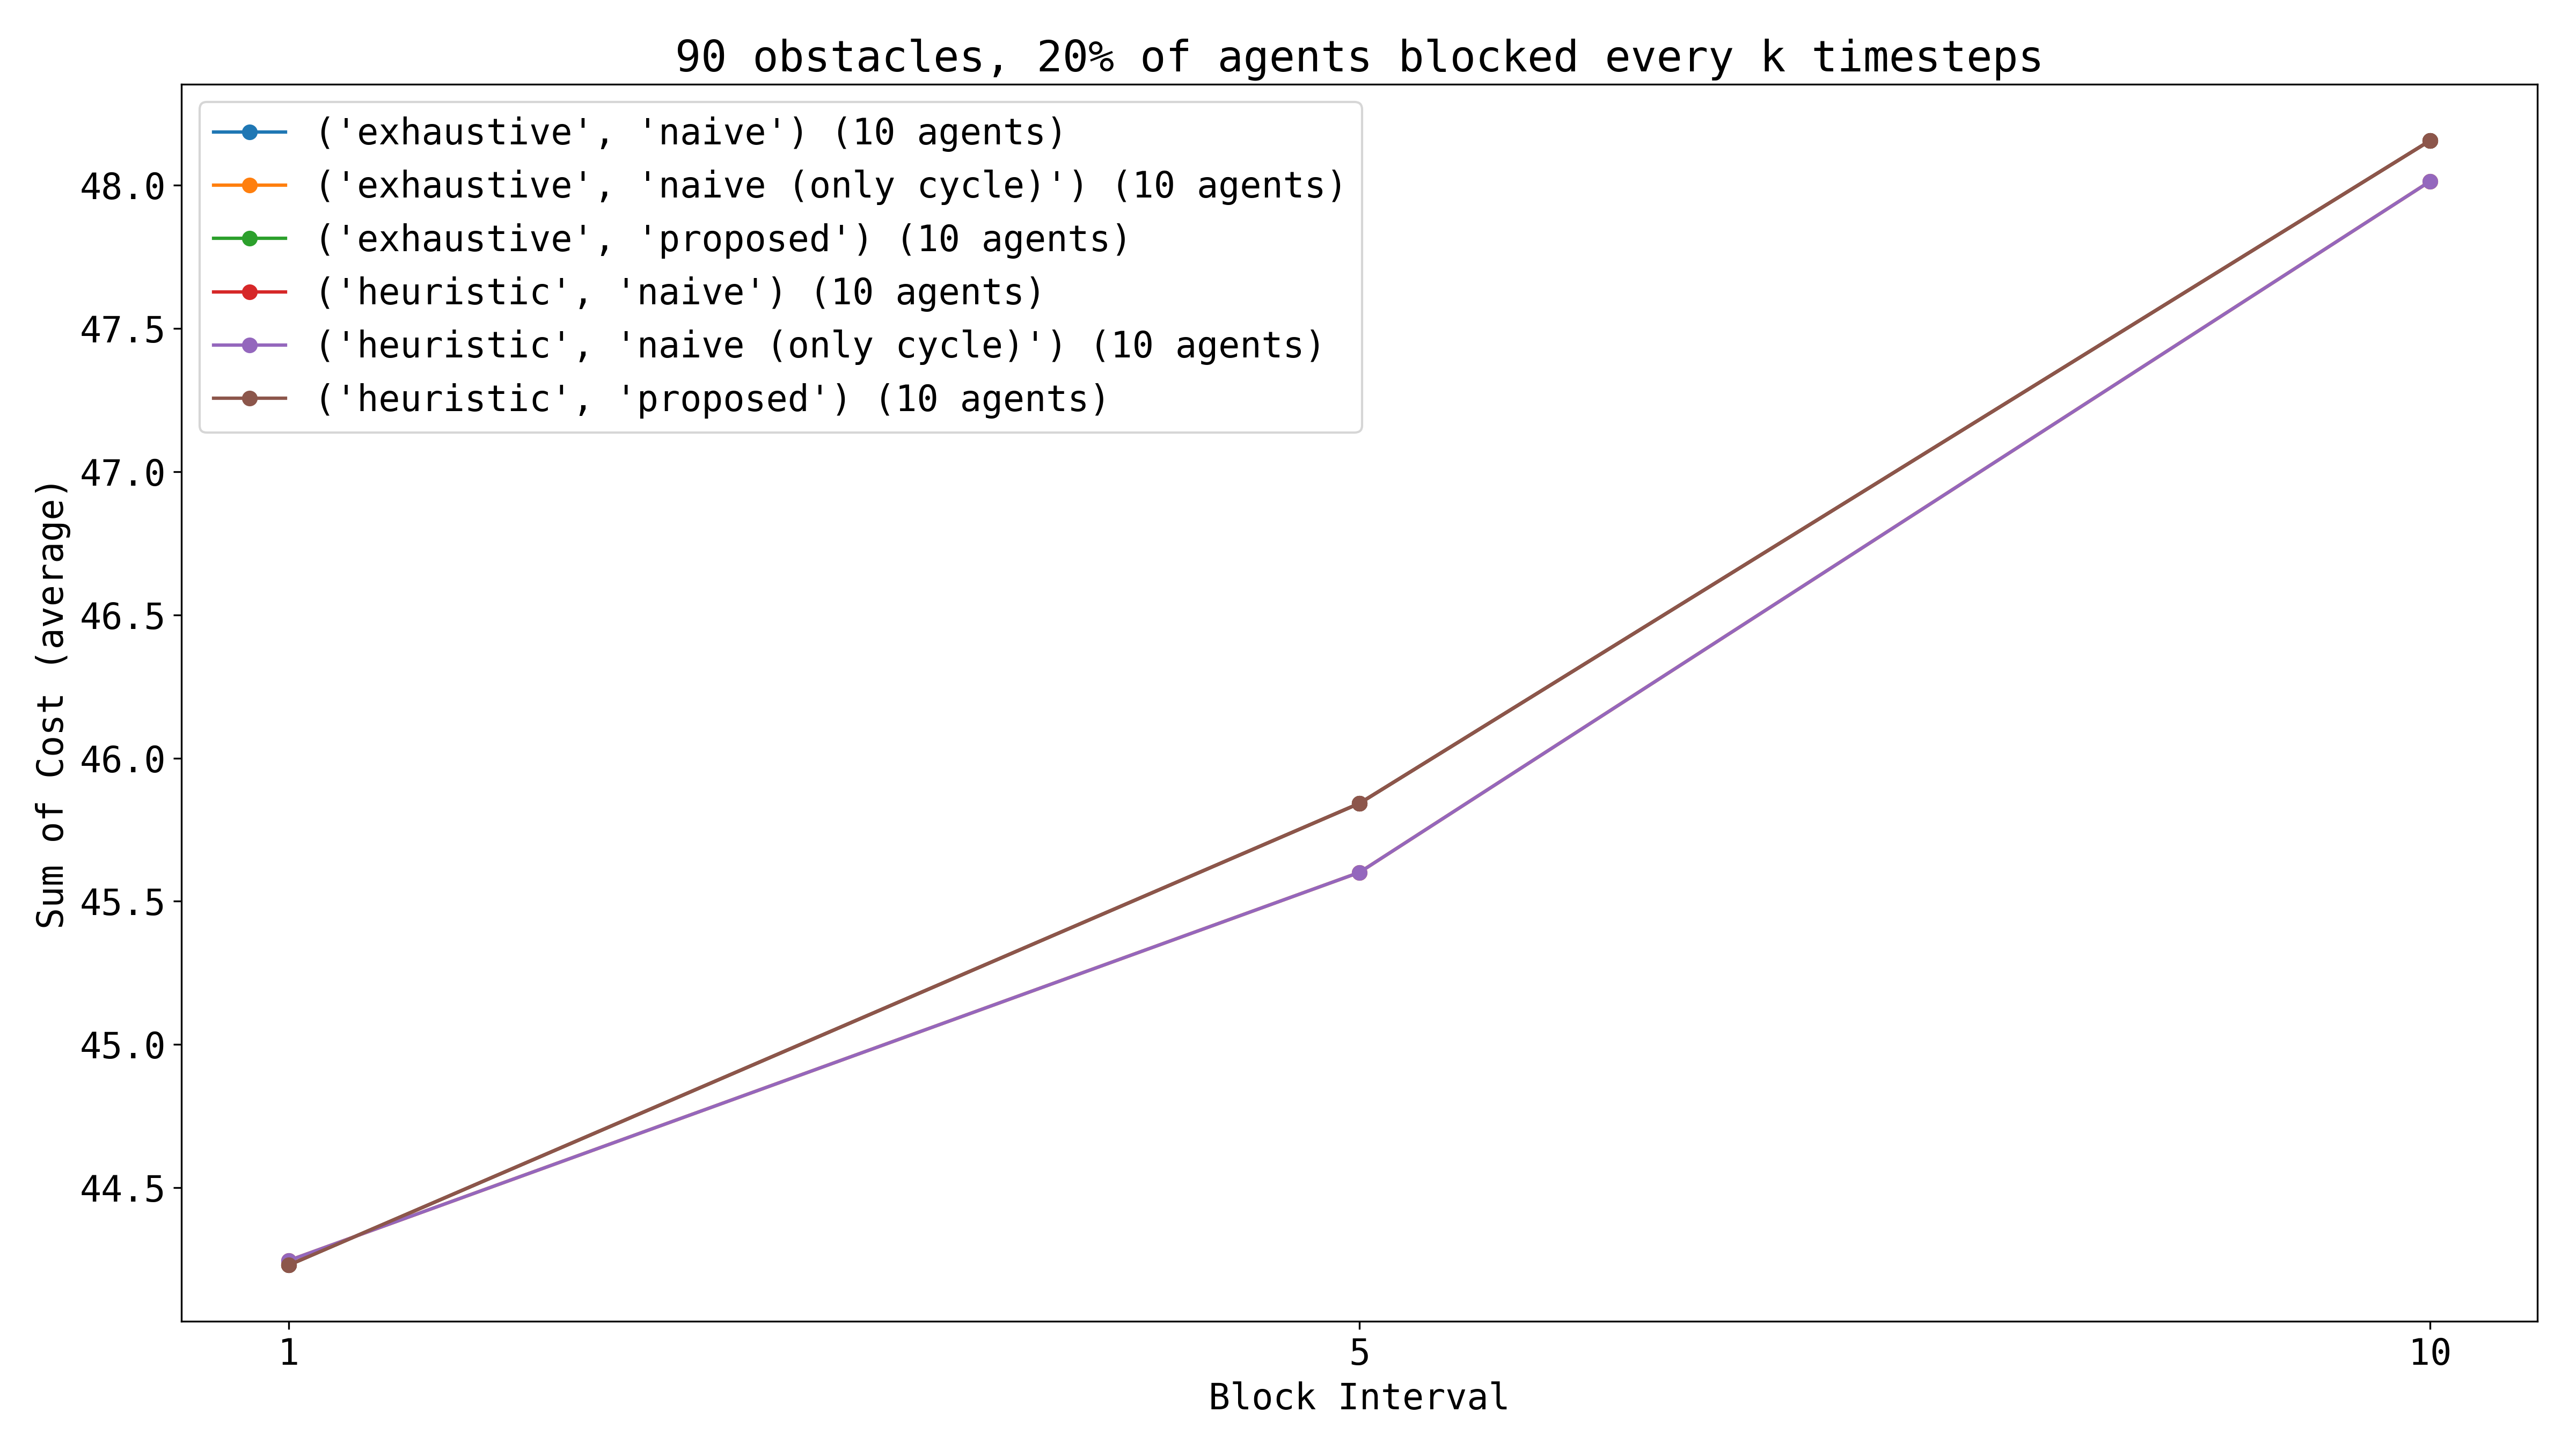 90 obstacles, 20% of agents blocked every k timesteps
('exhaustive', 'naive') (10 agents)
('exhaustive', 'naive (only cycle)') (10 agents)
('exhaustive', 'proposed') (10 agents)
('heuristic', 'naive') (10 agents)
('heuristic', 'naive (only cycle)') (10 agents)
('heuristic', 'proposed') (10 agents)
Sum of Cost (average)
48.0
47.5
47.0
46.5
46.0
45.5
45.0
44.5
1
5
10
Block Interval